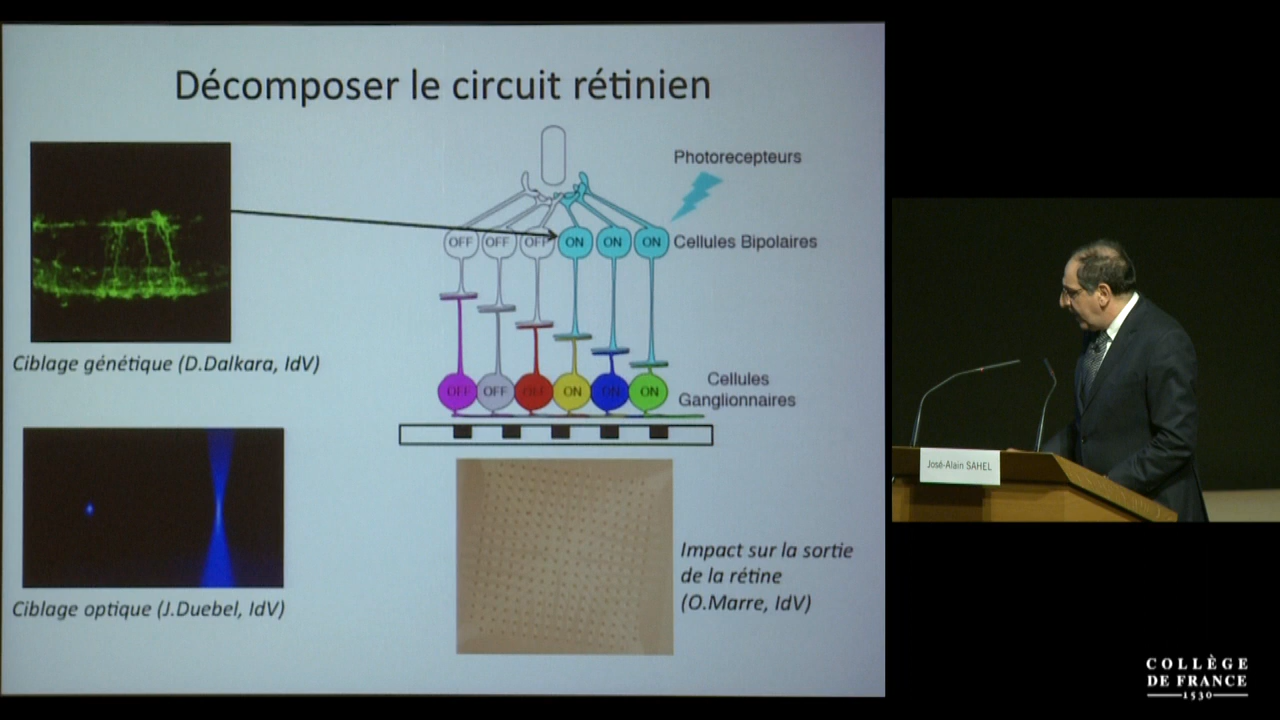 Décomposer le circuit rétinien
Photorecepteurs
OFF OFF OFF ON ON ON
Cellules Bipolaires
Ciblage génétique (D.Dalkara, IdV)
OFF OFF OFF ON ON ON
Cellules
Ganglionnaires
Ciblage optique (J.Duebel, IdV)
Impact sur la sortie
de la rétine
(O.Marre, IdV)
José-Alain SAHEL
COLLÈGE
DE FRANCE
1530